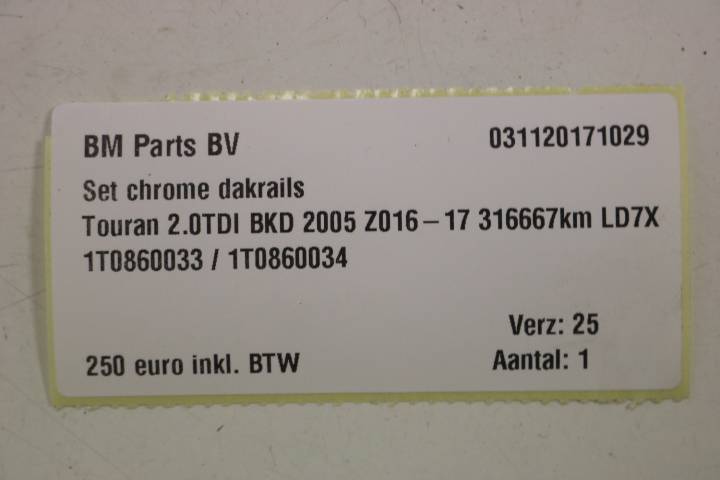 BM Parts BV 031120171029
Set chrome dakrails
Touran 2.0TDI BKD 2005 Z016-17 316667km LD7X
1T0860033 / 1T0860034
Verz: 25
250 euro inkl. BTW Aantal: 1